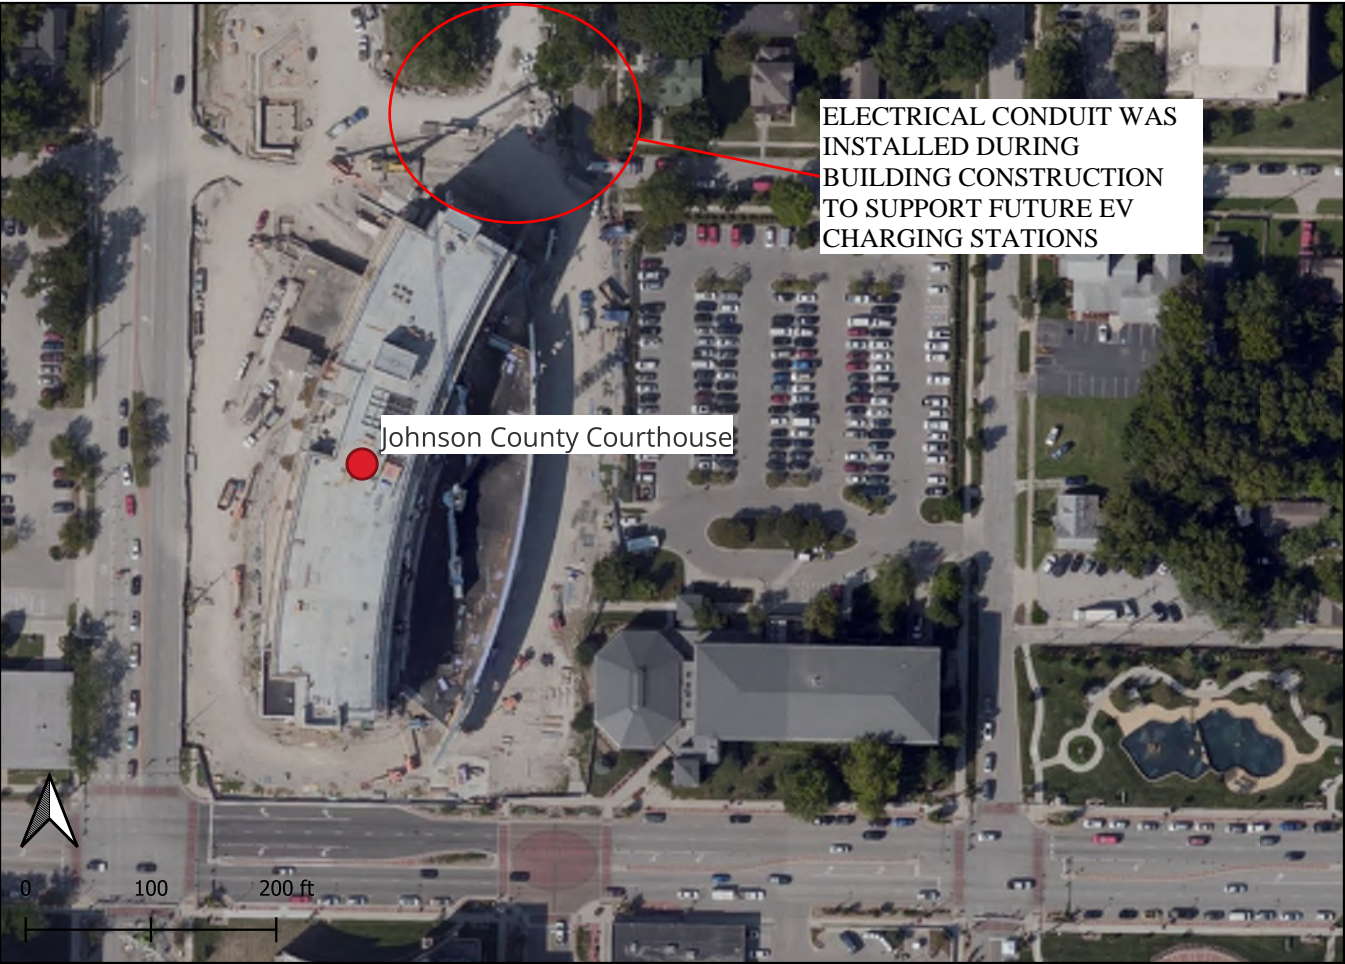 ELECTRICAL CONDUIT WAS
INSTALLED DURING
BUILDING CONSTRUCTION
TO SUPPORT FUTURE EV
CHARGING STATIONS
Johnson County Courthouse
0 100 200 ft